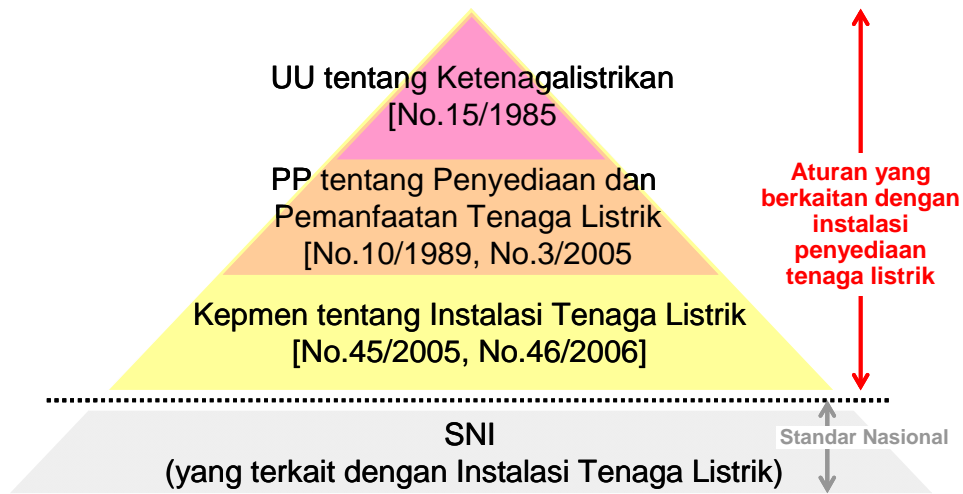 UU tentang Ketenagalistrikan
[No.15/1985
PP tentang Penyediaan dan
Pemanfaatan Tenaga Listrik
[No.10/1989, No.3/2005
Kepmen tentang Instalasi Tenaga Listrik
[No.45/2005, No.46/2006]
Aturan yang
berkaitan dengan
instalasi
penyediaan
tenaga listrik
SNI
(yang terkait dengan Instalasi Tenaga Listrik)
Standar Nasional